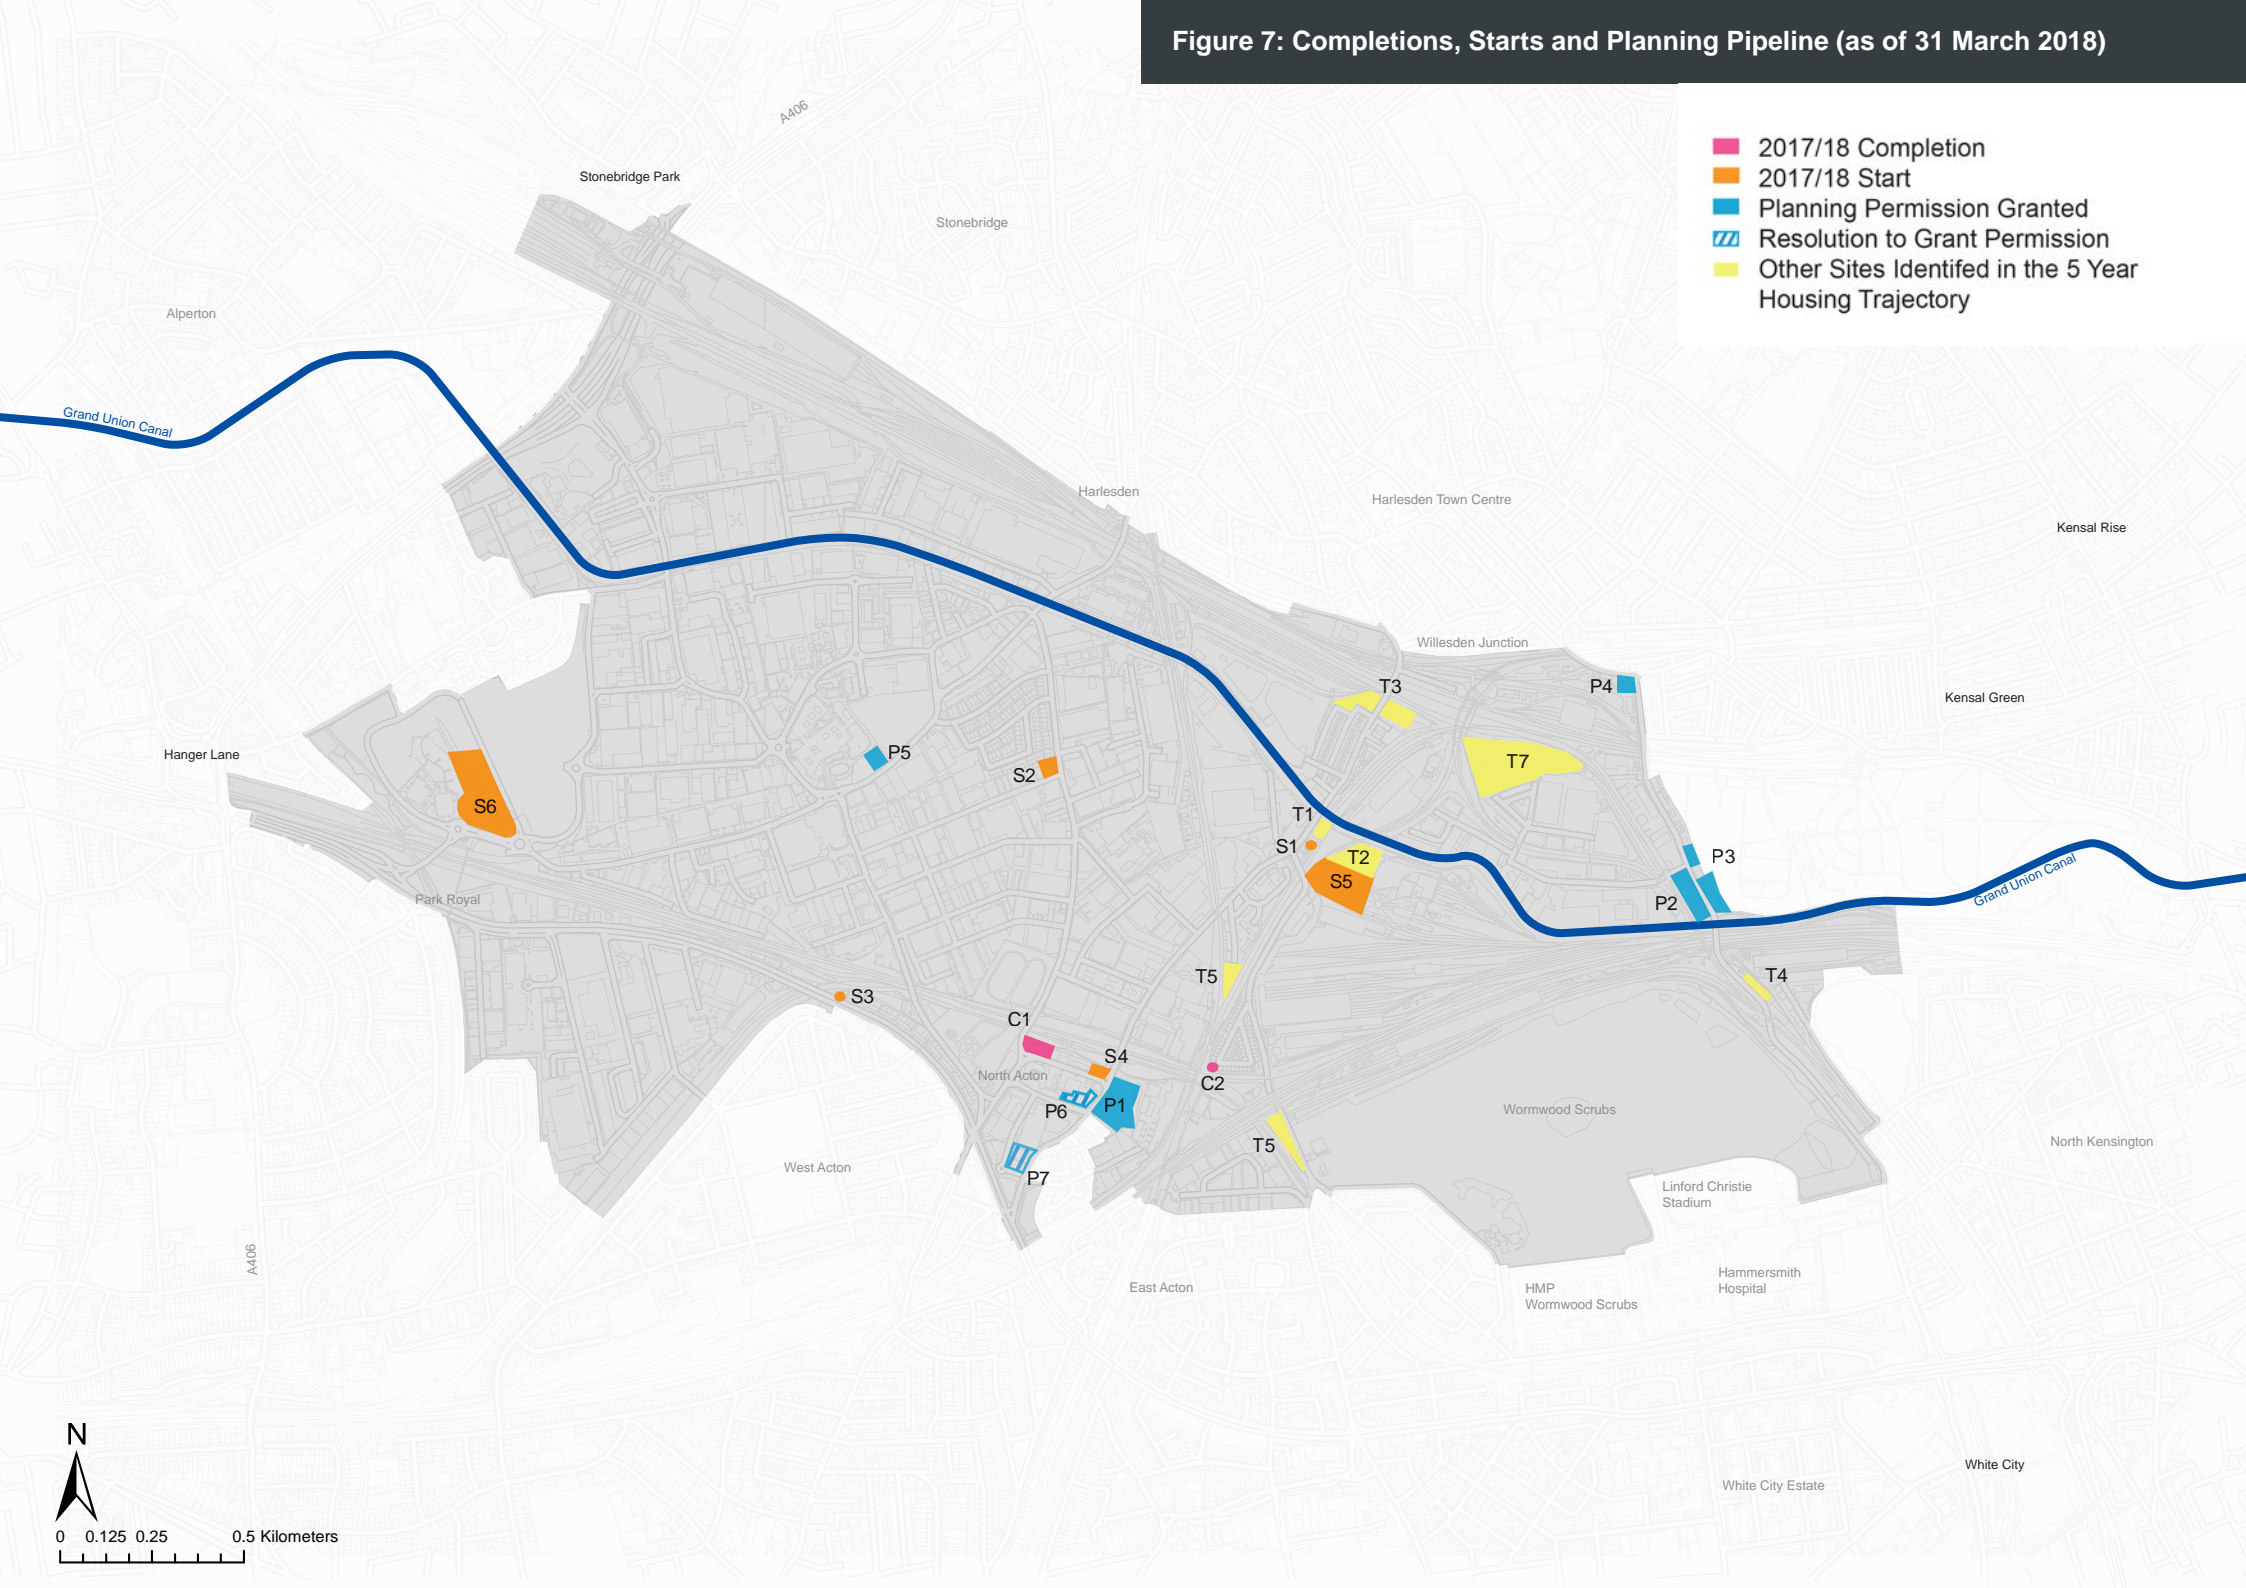 Figure 7: Completions, Starts and Planning Pipeline (as of 31 March 2018)
2017/18 Completion
2017/18 Start
Planning Permission Granted
Resolution to Grant Permission
Other Sites Identifed in the 5 Year
Housing Trajectory
A406
Stonebridge Park
Stonebridge
Alperton
Grand Union Canal
Harlesden
Harlesden Town Centre
Kensal Rise
Willesden Junction
T3
P4
Kensal Green
Hanger Lane
P5
S2
T7
S6
T1
S1
T2
P3
S5
Grand Union Canal
Park Royal
P2
T5
T4
S3
C1
S4
North Acton
C2
P6
P1
Wormwood Scrubs
T5
North Kensington
West Acton
P7
Linford Christie
Stadium
A406
East Acton
HMP
Wormwood Scrubs
Hammersmith
Hospital
N
White City
White City Estate
0 0.125 0.25 0.5 Kilometers